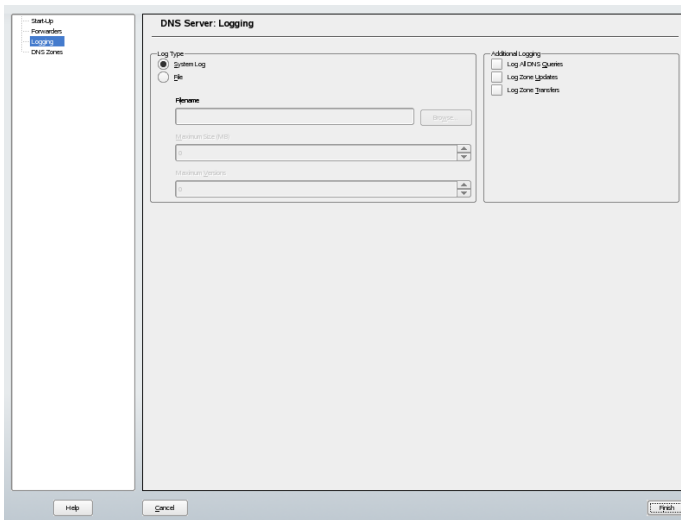 Start-Up
Forwarders
Logging
DNS Zones
DNS Server: Logging
Log Type
System Log
File
Filename
Browse...
Maximum Size (MB)
0
Maximum Versions
0
Additional Logging
Log All DNS Queries
Log Zone Updates
Log Zone Transfers
Help
Cancel
Finish